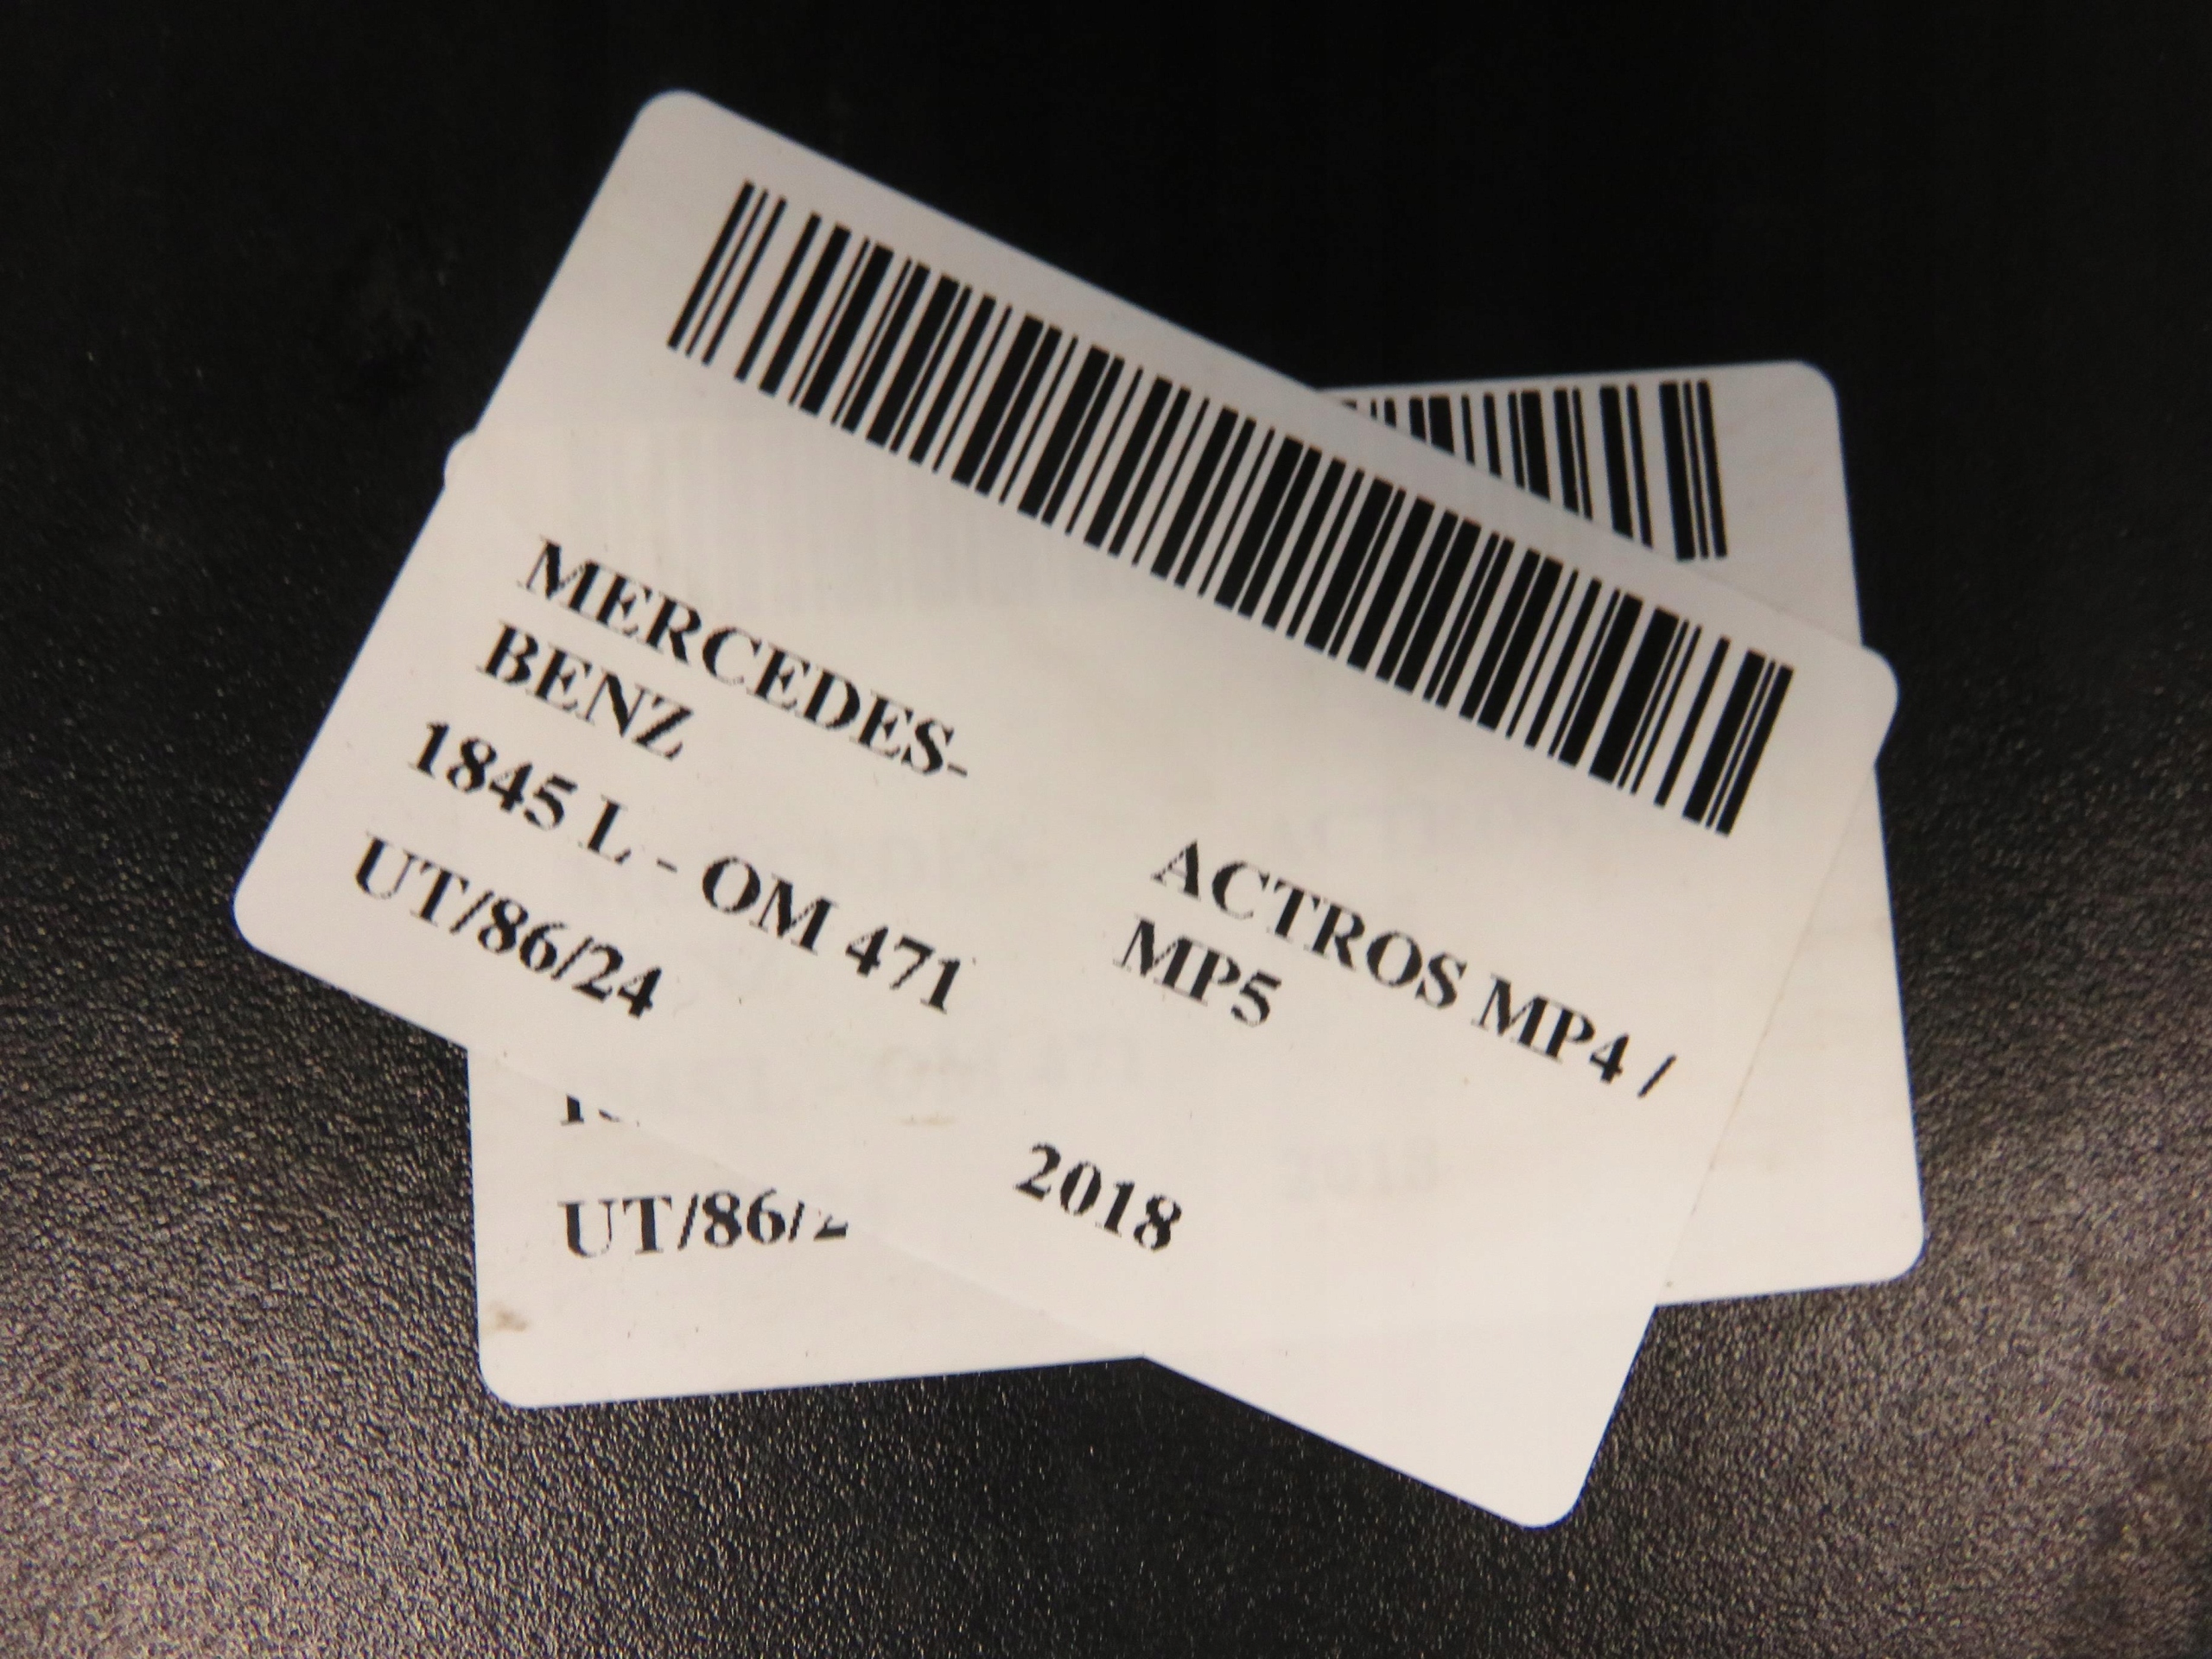 MERCEDES-
BENZ
ACTROS MP4 /
MP5
1845 L - OM 471
2018
UT/86/24
UT/86/2